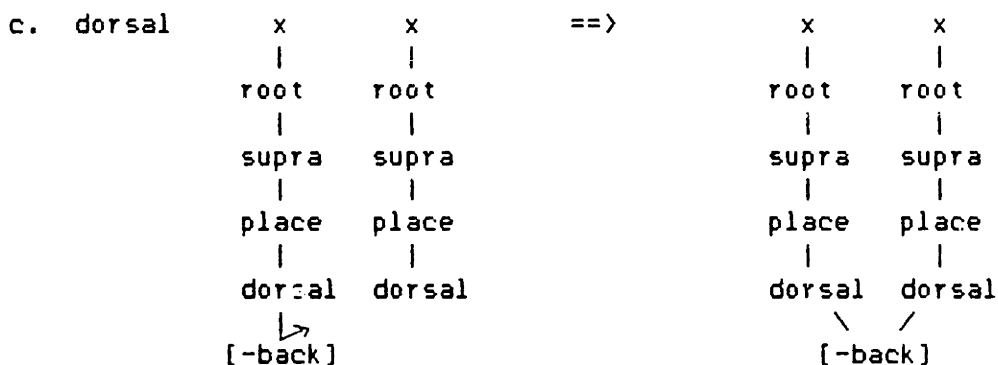 c. dorsal x x ==> x x
root root root root
supra supra supra supra
place place place place
dorsal dorsal dorsal dorsal
[-back] [-back]